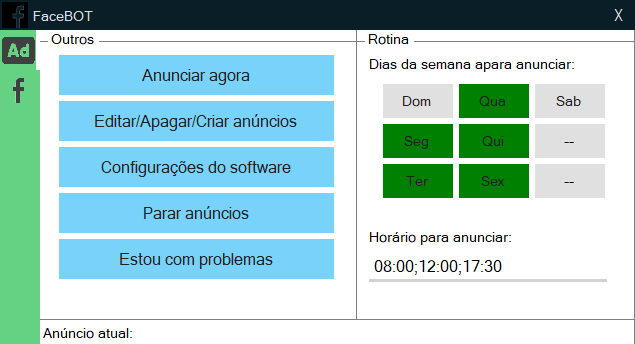 FaceBOT X
Ad
Outros
Anunciar agora
Editar/Apagar/Criar anúncios
Configurações do software
Parar anúncios
Estou com problemas
Rotina
Dias da semana apara anunciar:
Dom Qua Sab
Seg Qui --
Ter Sex --
Horário para anunciar:
08:00;12:00;17:30
Anúncio atual: